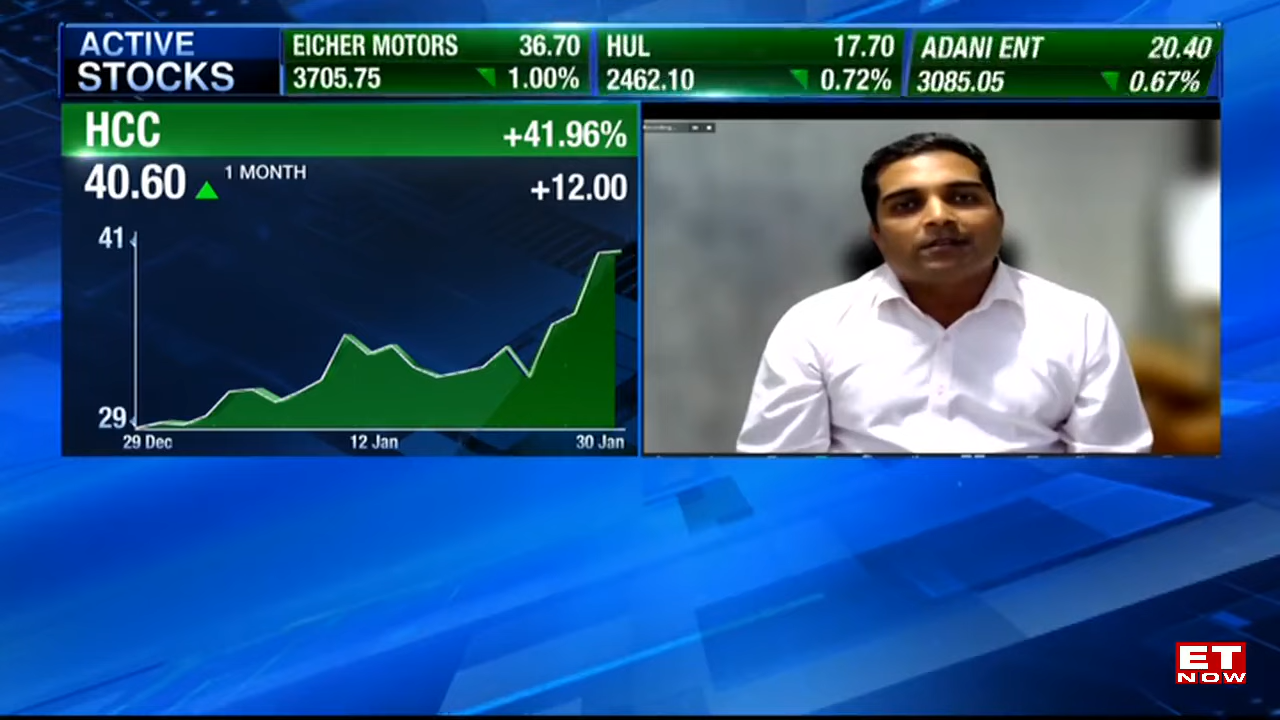 ACTIVE
STOCKS
EICHER MOTORS 36.70
3705.75 1.00%
HUL 17.70
2462.10 0.72%
ADANI ENT 20.40
3085.05 0.67%
HCC +41.96%
40.60 1 MONTH +12.00
41
29
29 Dec 12 Jan 30 Jan
ET
NOW